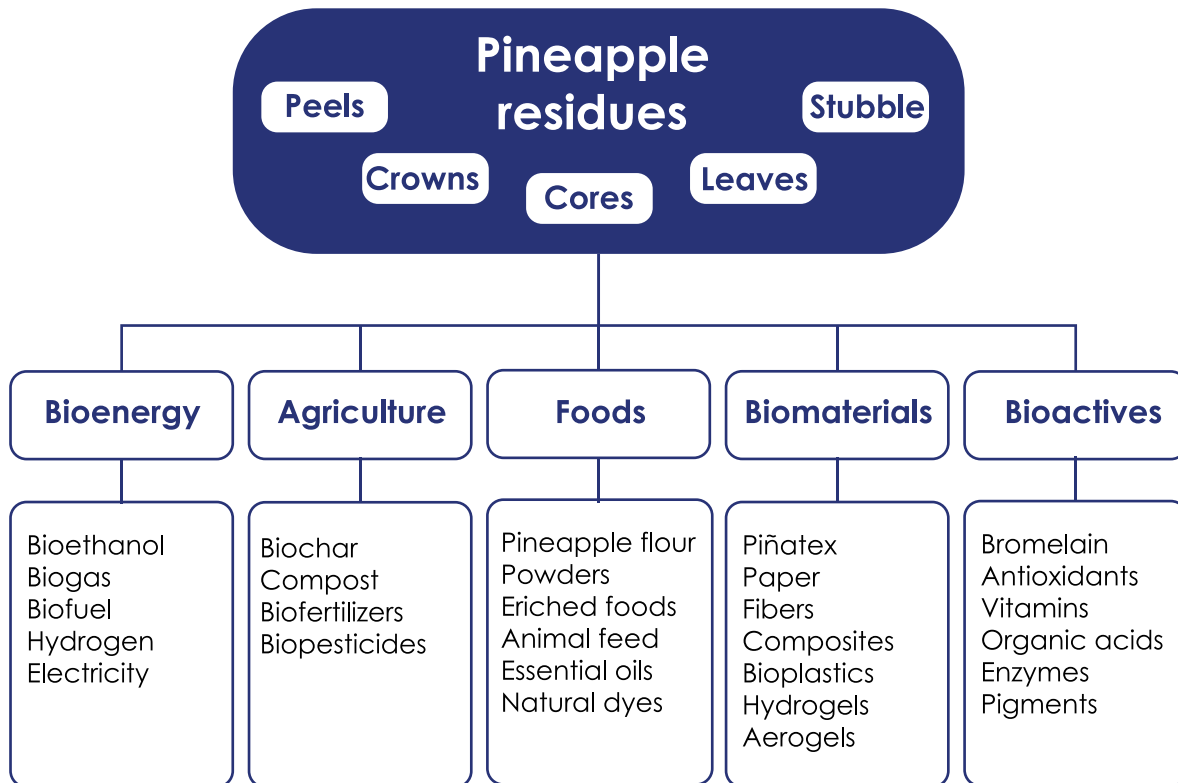 Pineapple
residues
Peels
Stubble
Crowns
Leaves
Cores
Bioenergy
Agriculture
Foods
Biomaterials
Bioactives
Bioethanol
Biogas
Biofuel
Hydrogen
Electricity
Biochar
Compost
Biofertilizers
Biopesticides
Pineapple flour
Powders
Eriched foods
Animal feed
Essential oils
Natural dyes
Piñatex
Paper
Fibers
Composites
Bioplastics
Hydrogels
Aerogels
Bromelain
Antioxidants
Vitamins
Organic acids
Enzymes
Pigments